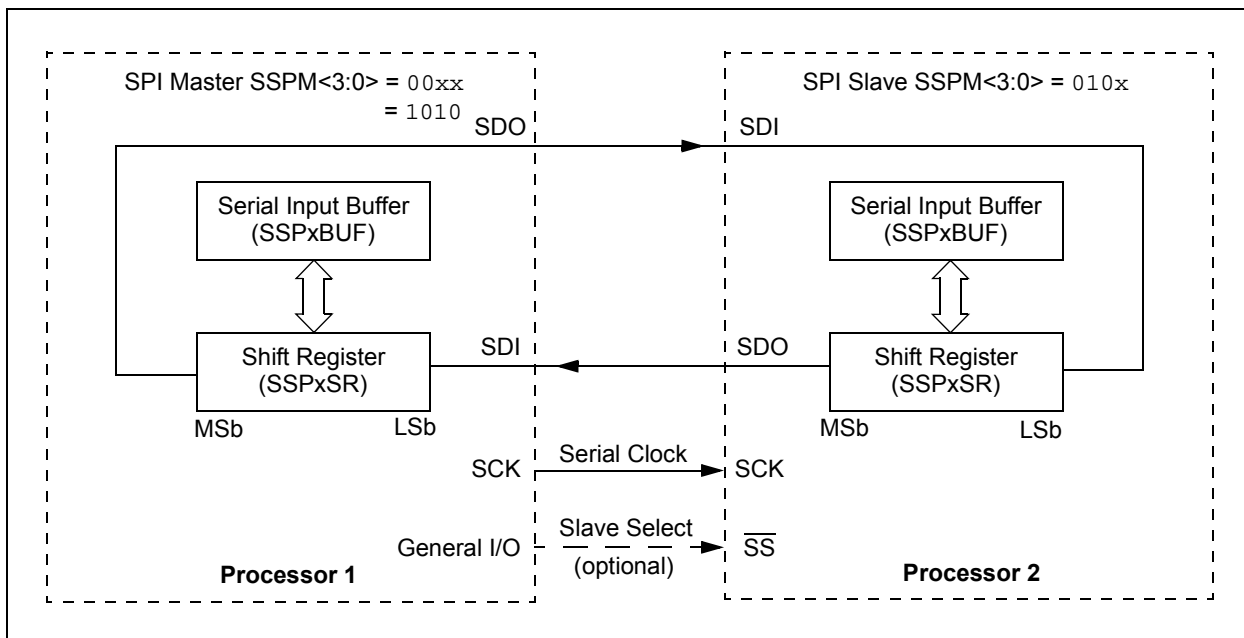 SPI Master SSPM<3:0> = 00xx
= 1010
SDO
Serial Input Buffer
(SSPxBUF)
Shift Register
(SSPxSR)
MSb
LSb
SDI
SCK
General I/O
Processor 1
Serial Clock
Slave Select
(optional)
SPI Slave SSPM<3:0> = 010x
SDI
Serial Input Buffer
(SSPxBUF)
SDO
Shift Register
(SSPxSR)
MSb
LSb
SCK
S̅S̅
Processor 2